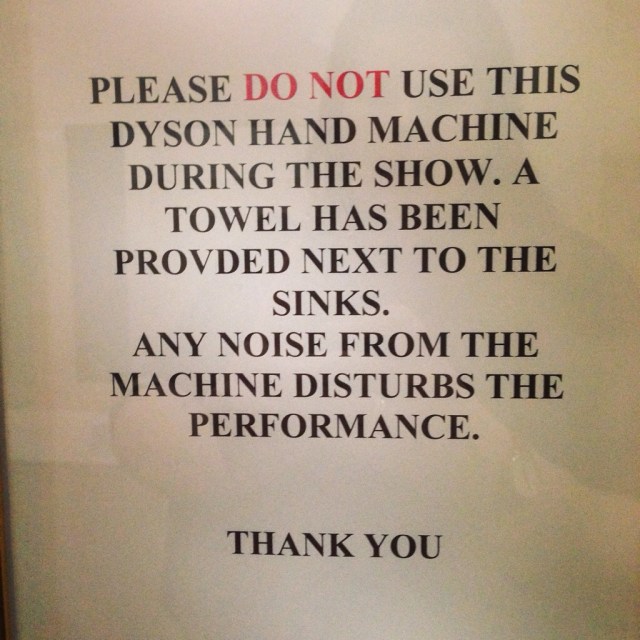 PLEASE DO NOT USE THIS
DYSON HAND MACHINE
DURING THE SHOW. A
TOWEL HAS BEEN
PROVDED NEXT TO THE
SINKS.
ANY NOISE FROM THE
MACHINE DISTURBS THE
PERFORMANCE.
THANK YOU